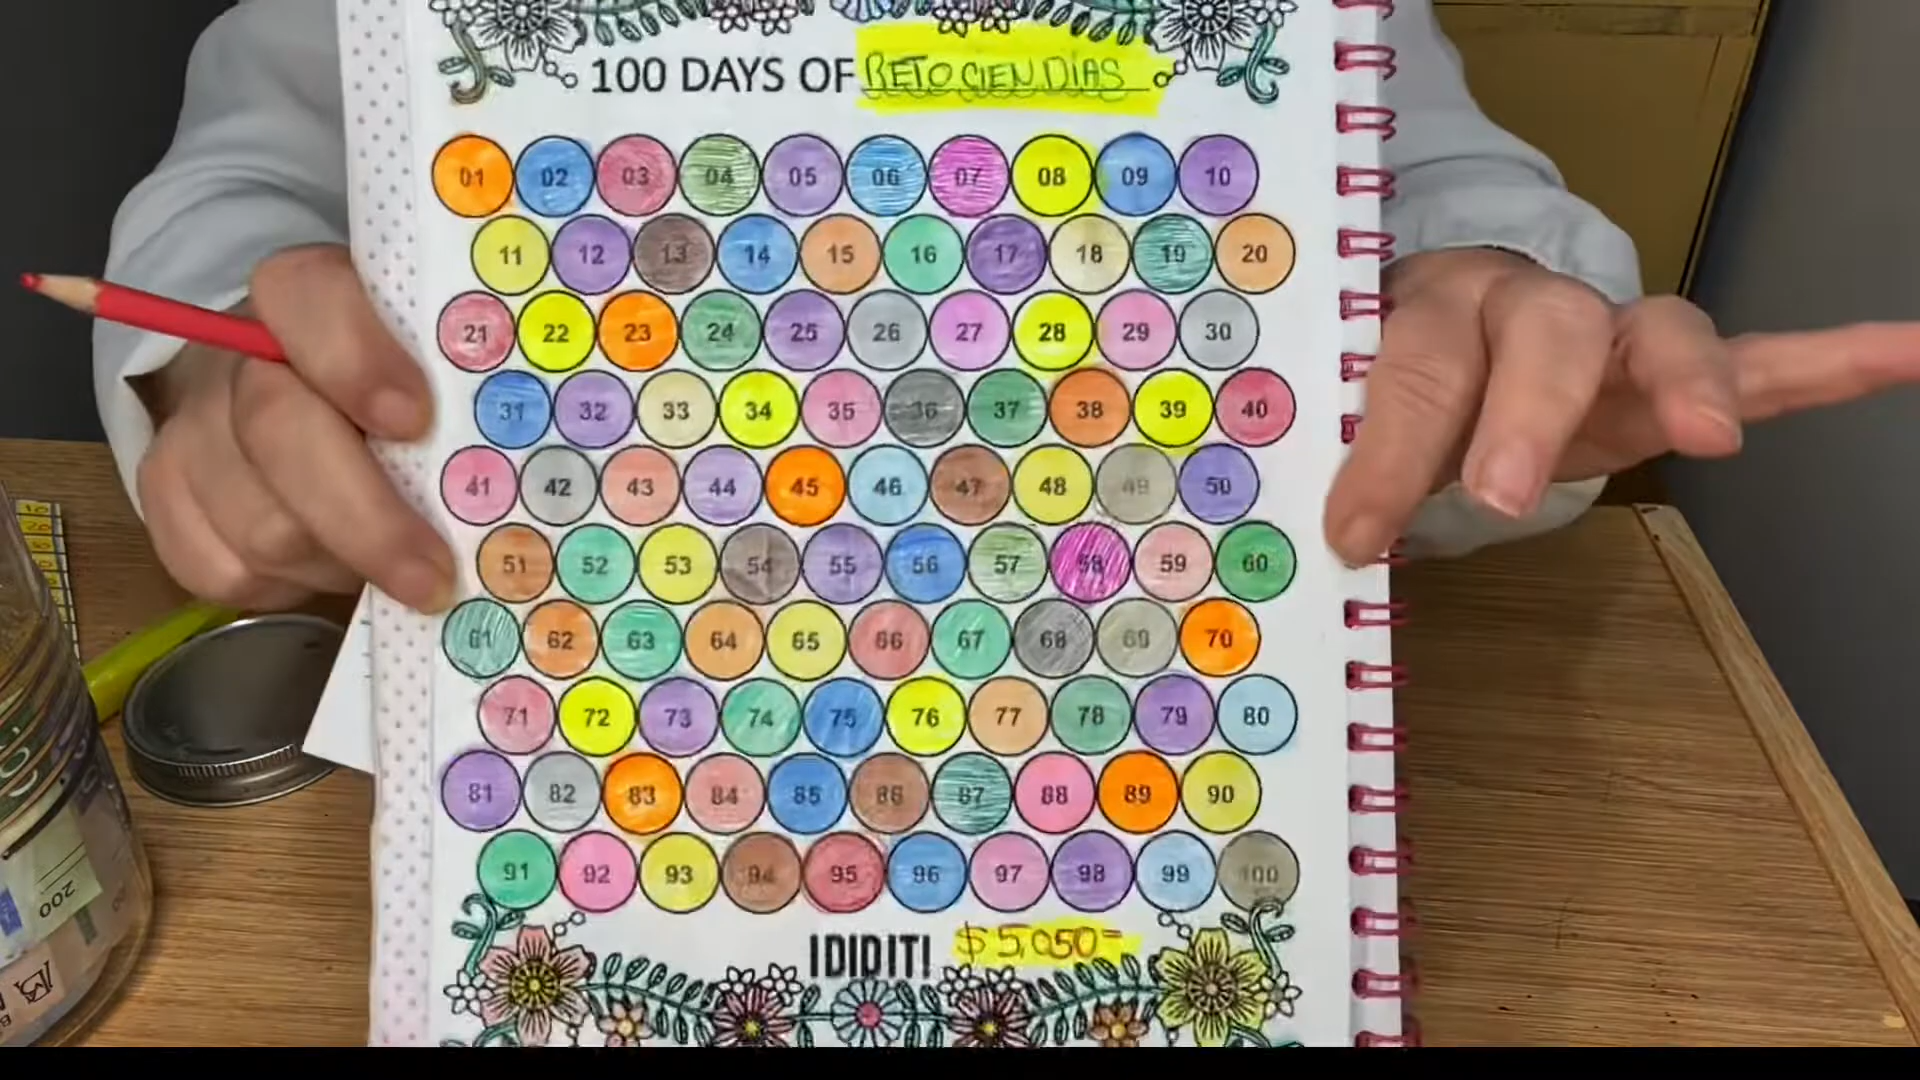 100 DAYS OF RETO CIEN DIAS
01 02 03 04 05 06 07 08 09 10
11 12 13 14 15 16 17 18 19 20
21 22 23 24 25 26 27 28 29 30
31 32 33 34 35 36 37 38 39 40
41 42 43 44 45 46 47 48 49 50
51 52 53 54 55 56 57 58 59 60
61 62 63 64 65 66 67 68 69 70
71 72 73 74 75 76 77 78 79 80
81 82 83 84 85 86 87 88 89 90
91 92 93 94 95 96 97 98 99 100
I DID IT! $5,050=
10
20
200